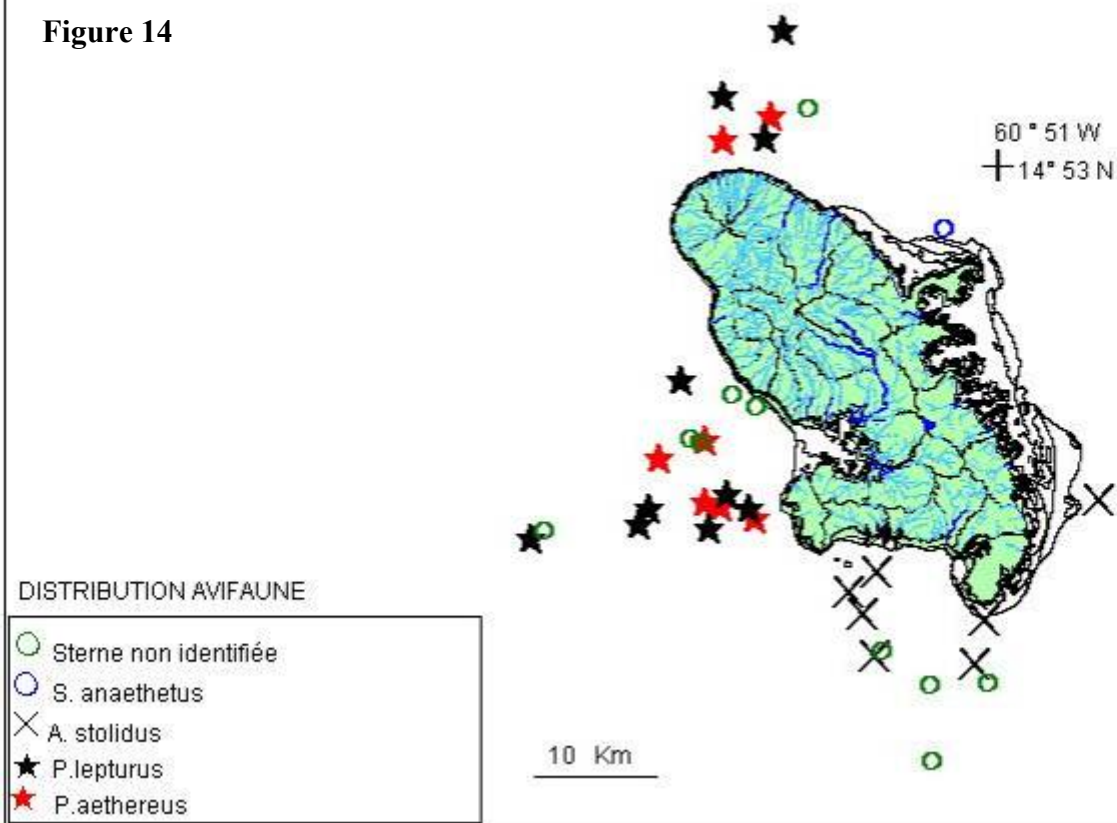 Figure 14
60 ° 51 W
14° 53 N
DISTRIBUTION AVIFAUNE
Sterne non identifiée
S. anaethetus
A. stolidus
P.lepturus
P.aethereus
10 Km